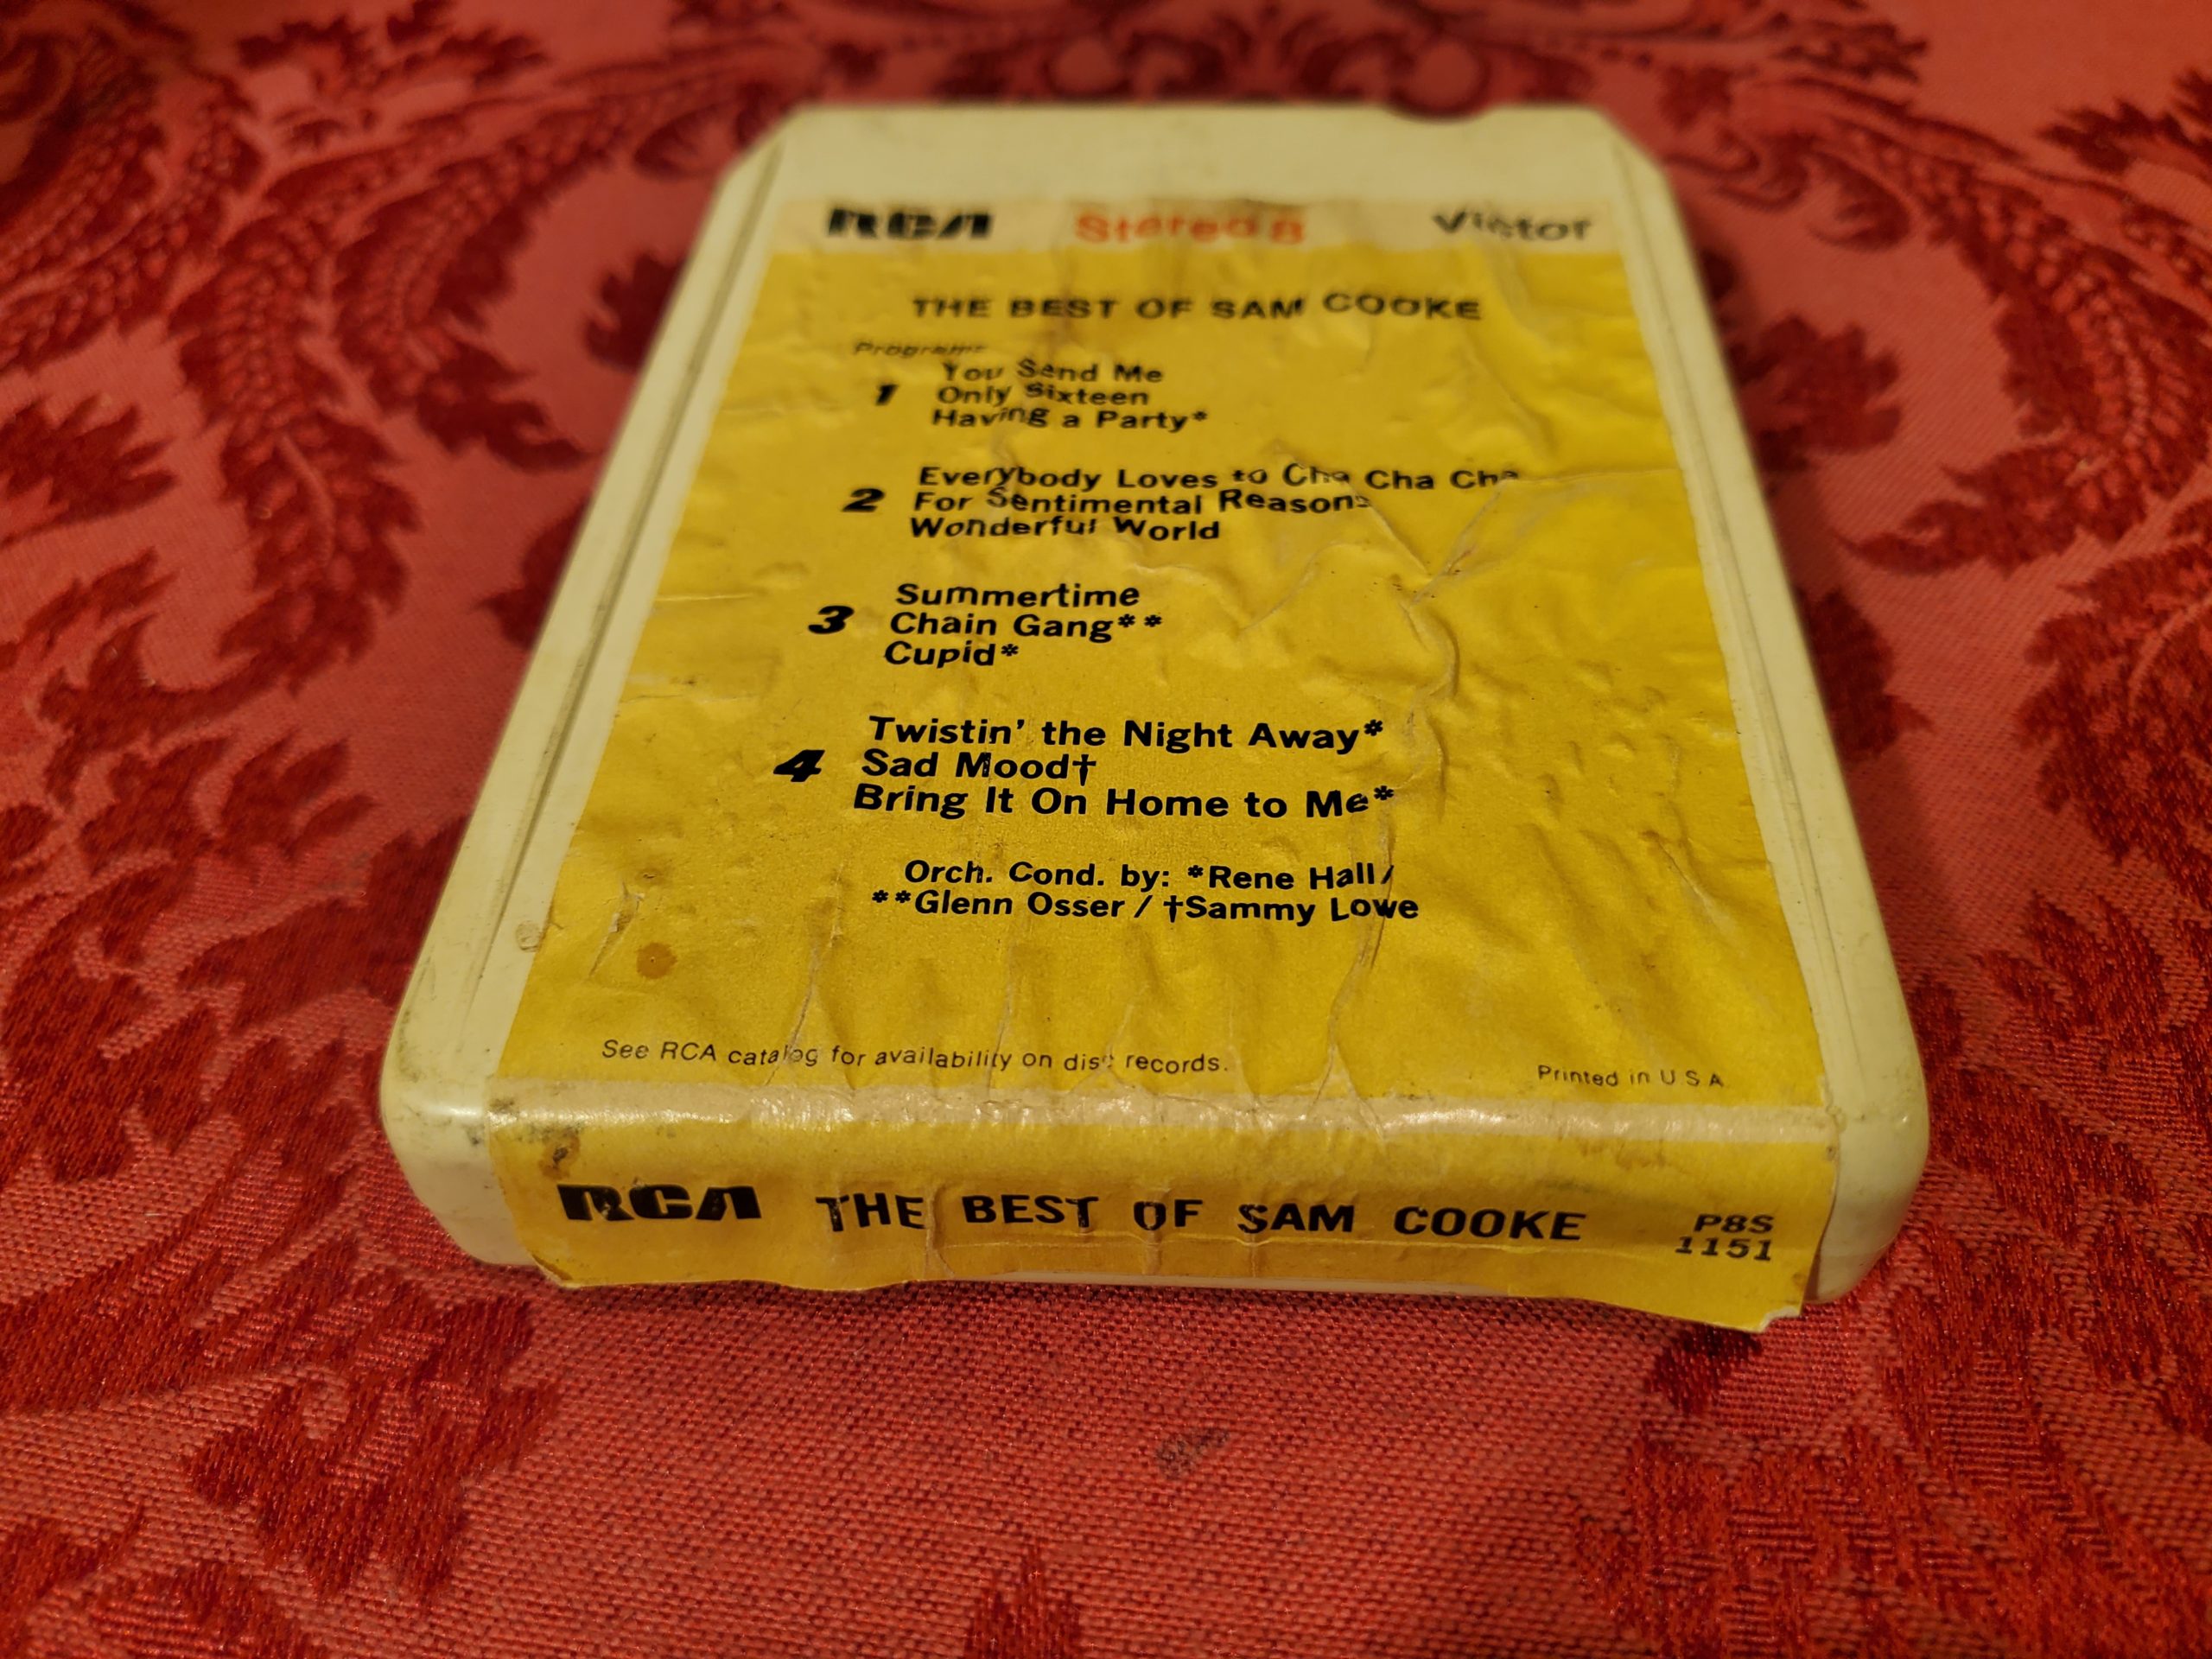 RCA Stereo 8 Victor
THE BEST OF SAM COOKE
Programs
You Send Me
1 Only Sixteen
Having a Party*
Everybody Loves to Cha Cha Cha
2 For Sentimental Reasons
Wonderful World
Summertime
3 Chain Gang**
Cupid*
Twistin' the Night Away*
4 Sad Mood†
Bring It On Home to Me*
Orch. Cond. by: *Rene Hall/
**Glenn Osser / †Sammy Lowe
See RCA catalog for availability on disc records.
Printed in U S A
RCA THE BEST OF SAM COOKE P8S
1151